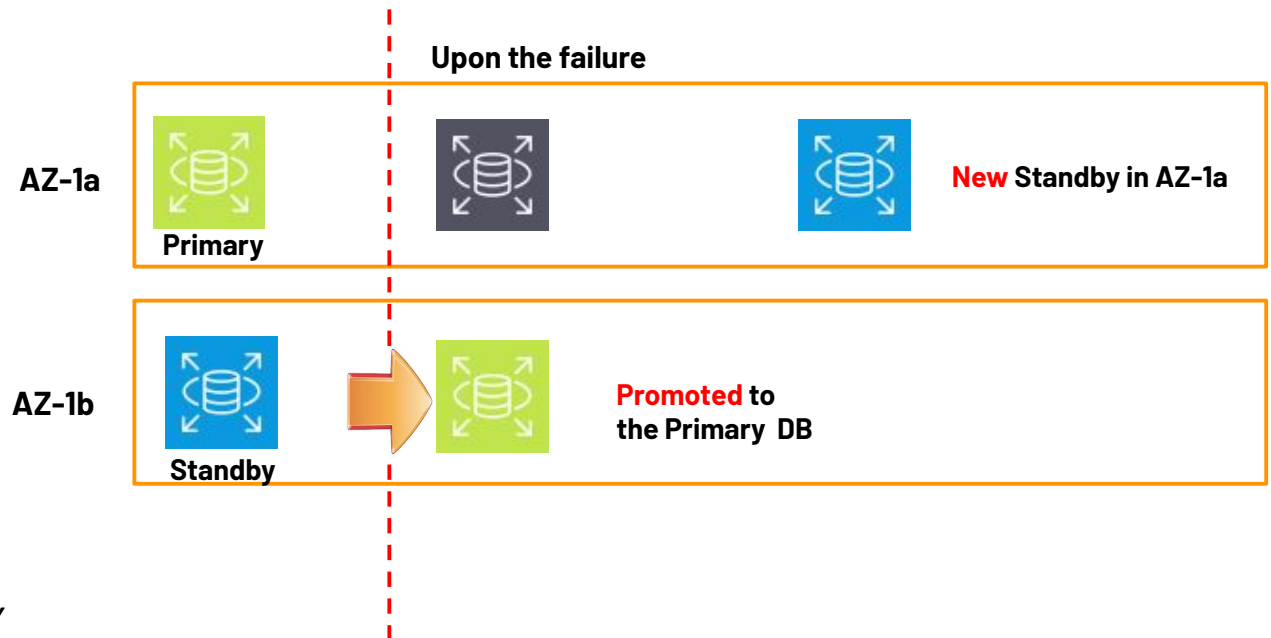 Upon the failure
AZ-1a
Primary
New Standby in AZ-1a
AZ-1b
Standby
Promoted to
the Primary DB